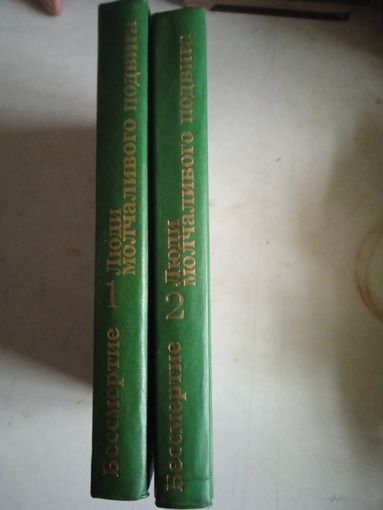 Бессмертие 1 Люди
молчаливого подвига
Бессмертие 2 Люди
молчаливого подвига